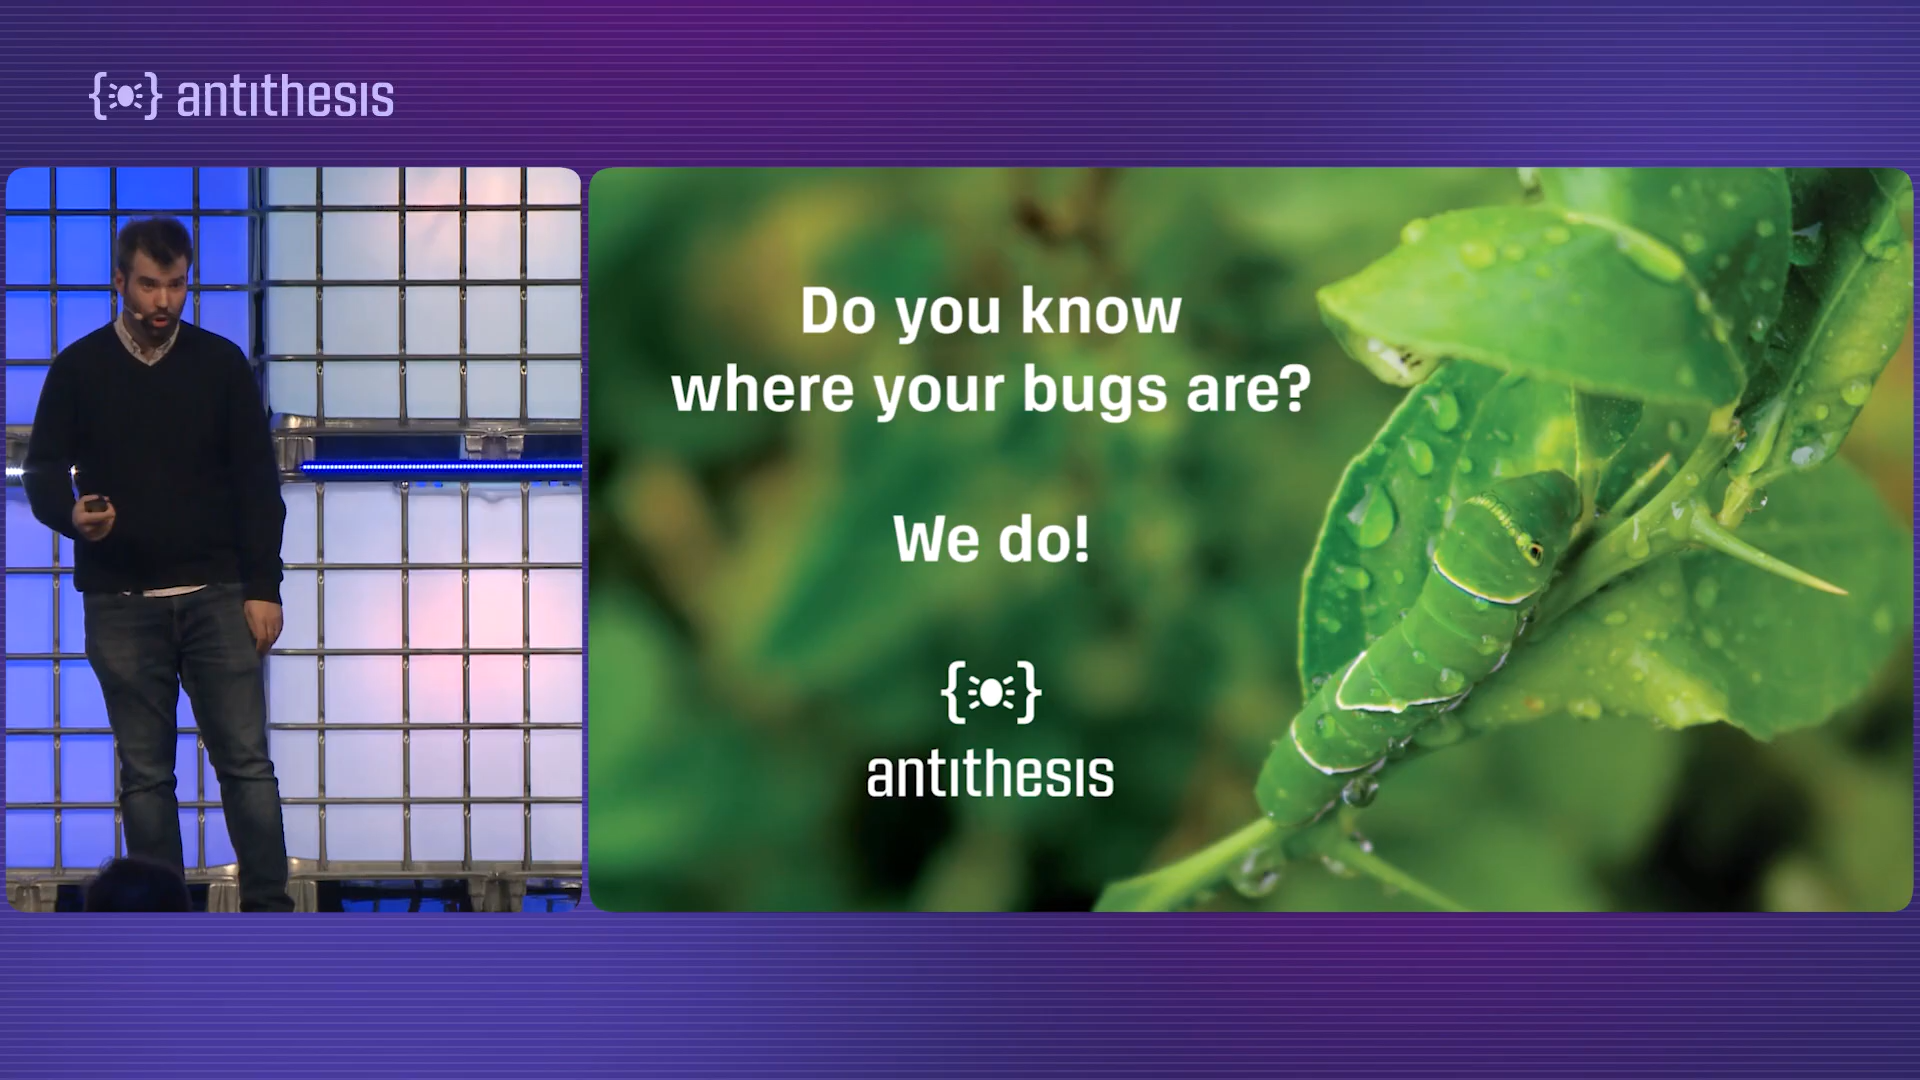 {☀} antithesis
Do you know
where your bugs are?
We do!
antithesis